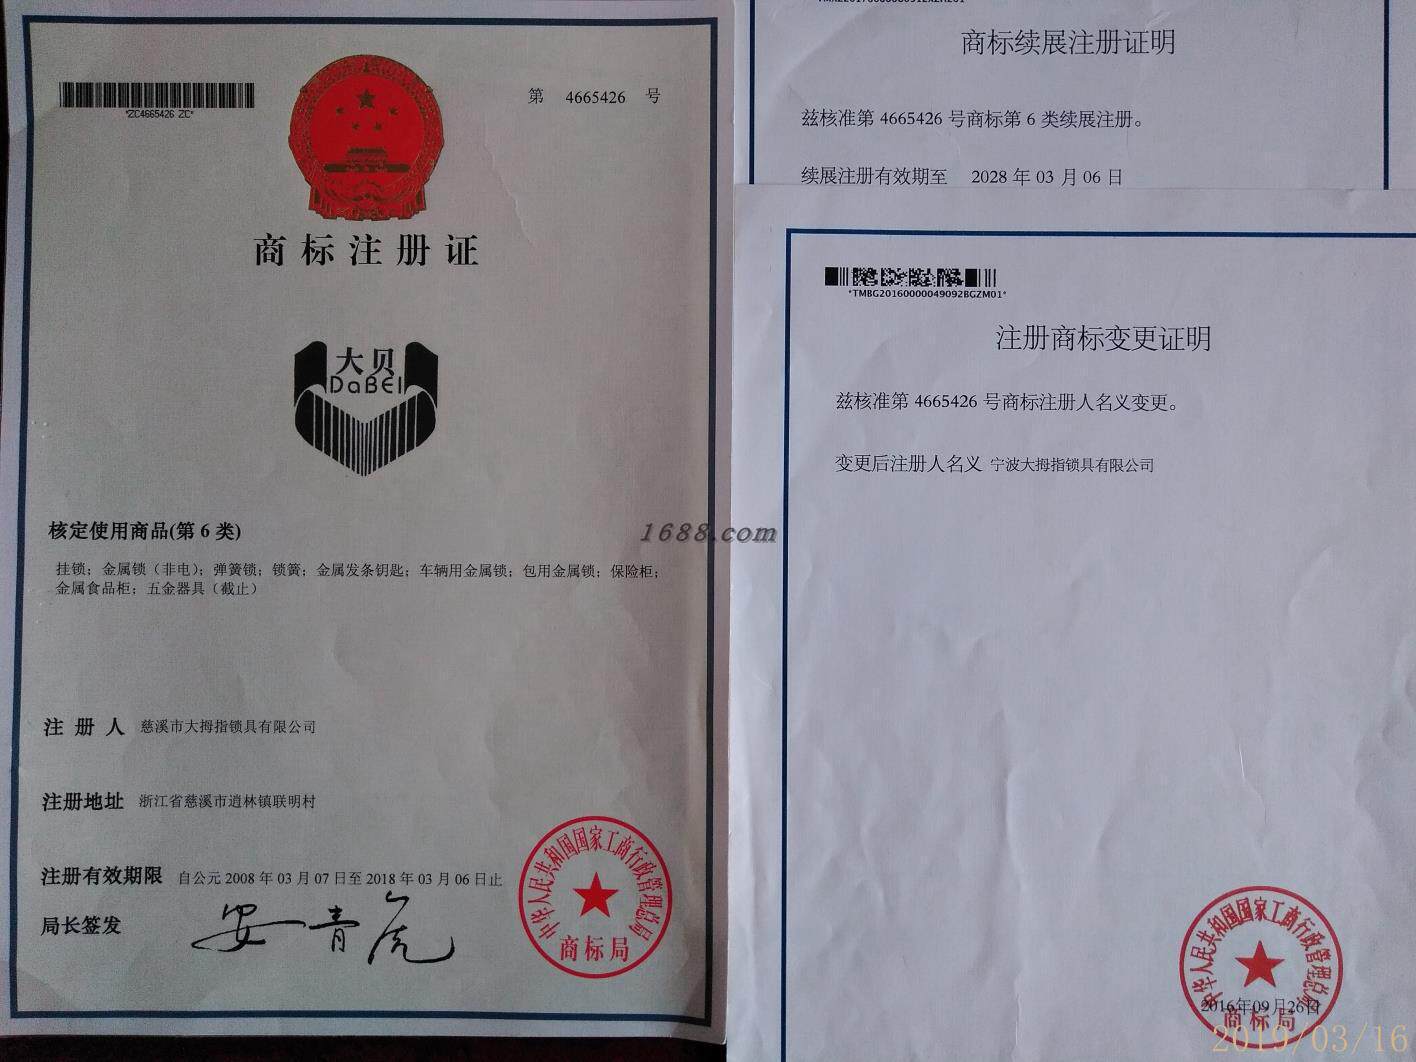 *ZC4665426 ZC*
第 4665426 号
商标注册证
大贝
DaBEI
核定使用商品(第 6 类)
挂锁；金属锁（非电）；弹簧锁；锁簧；金属发条钥匙；车辆用金属锁；包用金属锁；保险柜；
金属食品柜；五金器具（截止）
注册人 慈溪市大拇指锁具有限公司
注册地址 浙江省慈溪市逍林镇联明村
注册有效期限 自公元 2008 年 03 月 07 日至 2018 年 03 月 06 日止
局长签发 安青虎
中华人民共和国国家工商行政管理总局
商标局
1688.com
商标续展注册证明
兹核准第 4665426 号商标第 6 类续展注册。
续展注册有效期至 2028 年 03 月 06 日
*TMBG20160000049092BGZM01*
注册商标变更证明
兹核准第 4665426 号商标注册人名义变更。
变更后注册人名义 宁波大拇指锁具有限公司
中华人民共和国国家工商行政管理总局
2016年09月26日
商标局
2019/03/16